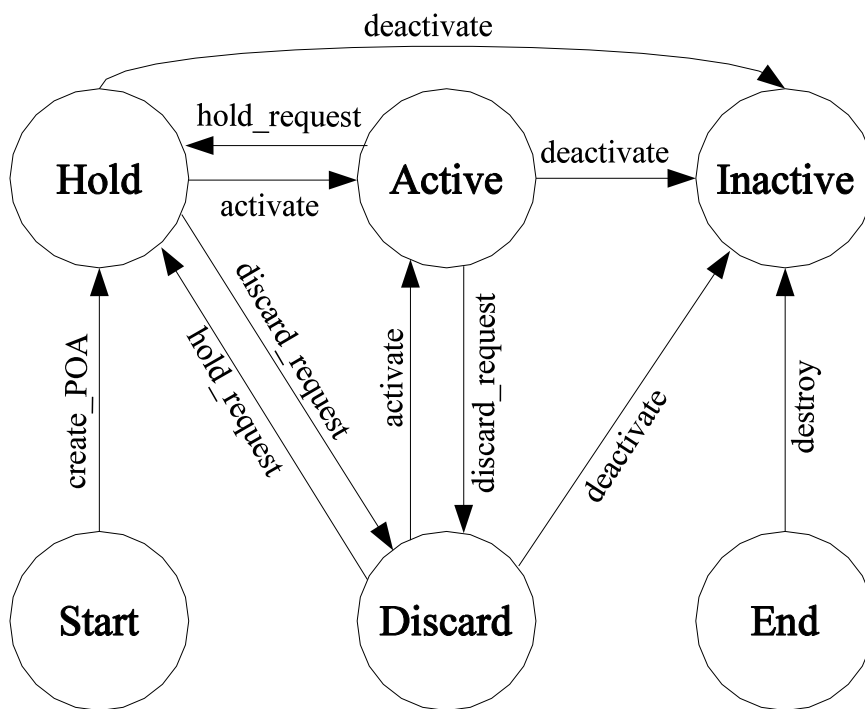 deactivate
hold_request
deactivate
Hold
Active
Inactive
activate
discard_request
hold_request
create_POA
activate
discard_request
deactivate
destroy
Start
Discard
End